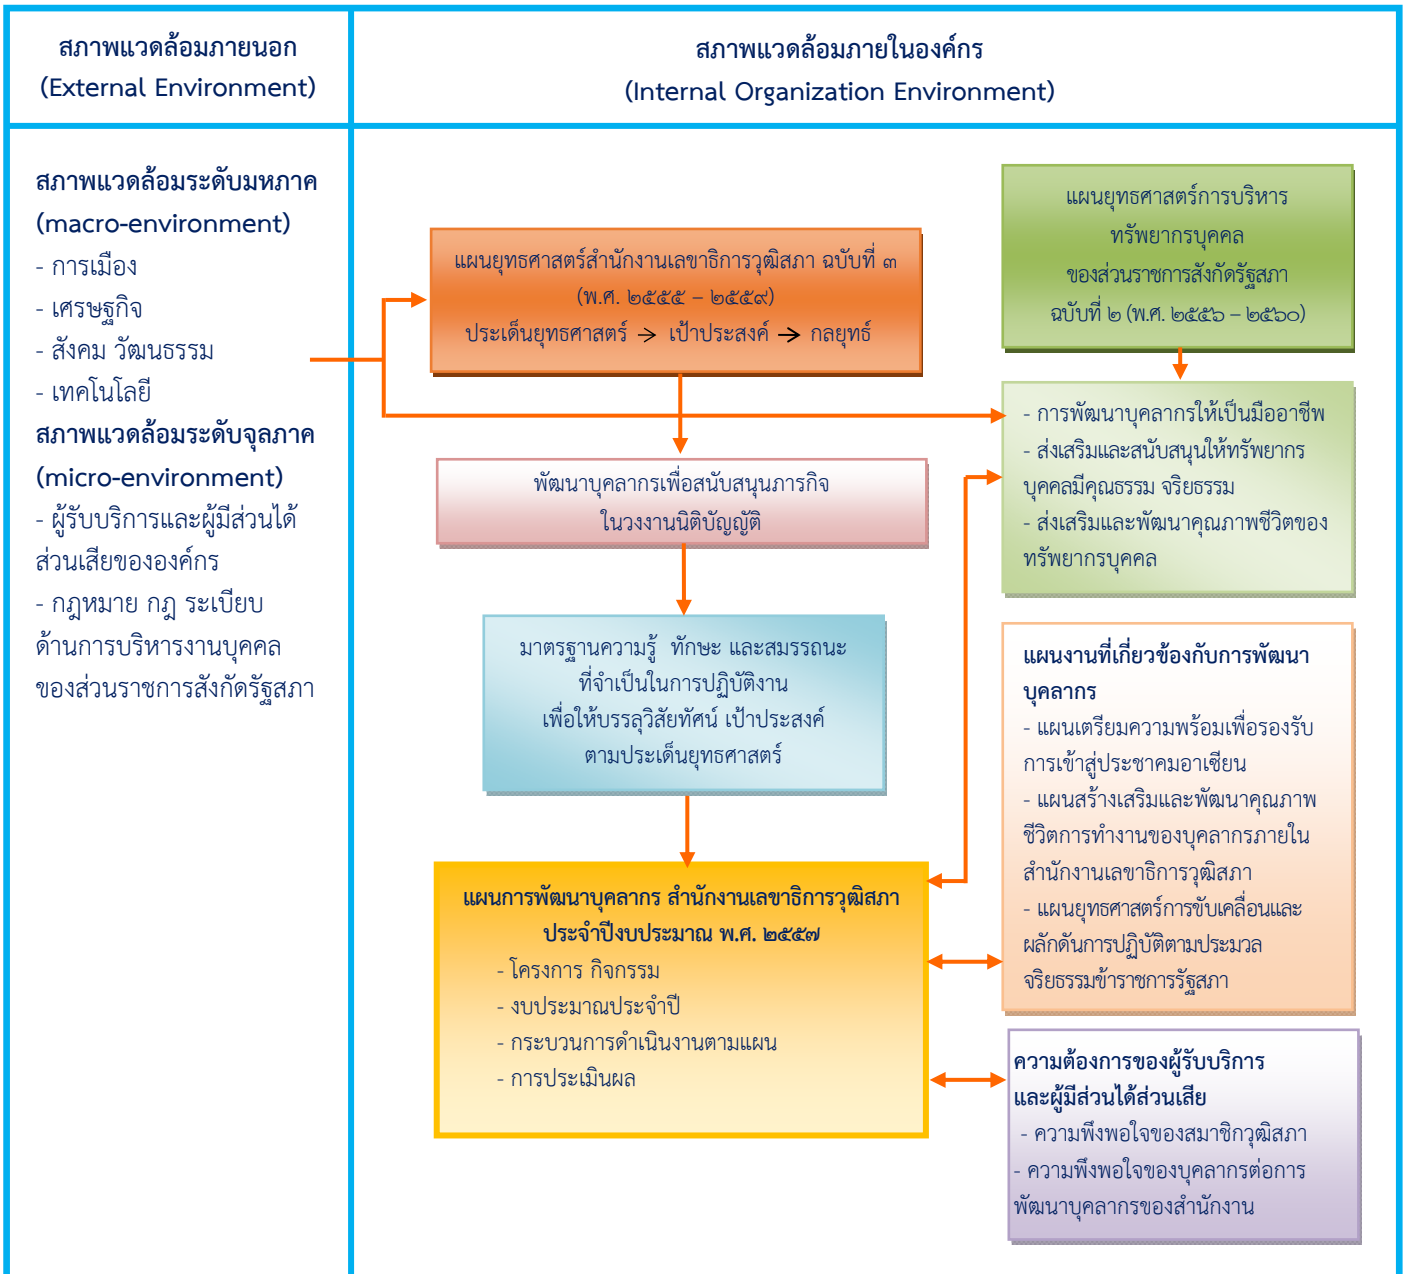 สภาพแวดล้อมภายนอก
(External Environment)
สภาพแวดล้อมภายในองค์กร
(Internal Organization Environment)
สภาพแวดล้อมระดับมหภาค
(macro-environment)
- การเมือง
- เศรษฐกิจ
- สังคม วัฒนธรรม
- เทคโนโลยี
สภาพแวดล้อมระดับจุลภาค
(micro-environment)
- ผู้รับบริการและผู้มีส่วนได้
ส่วนเสียขององค์กร
- กฎหมาย กฎ ระเบียบ
ด้านการบริหารงานบุคคล
ของส่วนราชการสังกัดรัฐสภา
แผนยุทธศาสตร์สำนักงานเลขาธิการวุฒิสภา ฉบับที่ ๓
(พ.ศ. ๒๕๕๕ – ๒๕๕๙)
ประเด็นยุทธศาสตร์ → เป้าประสงค์ → กลยุทธ์
พัฒนาบุคลากรเพื่อสนับสนุนภารกิจ
ในวงงานนิติบัญญัติ
มาตรฐานความรู้ ทักษะ และสมรรถนะ
ที่จำเป็นในการปฏิบัติงาน
เพื่อให้บรรลุวิสัยทัศน์ เป้าประสงค์
ตามประเด็นยุทธศาสตร์
แผนการพัฒนาบุคลากร สำนักงานเลขาธิการวุฒิสภา
ประจำปีงบประมาณ พ.ศ. ๒๕๕๗
- โครงการ กิจกรรม
- งบประมาณประจำปี
- กระบวนการดำเนินงานตามแผน
- การประเมินผล
แผนยุทธศาสตร์การบริหาร
ทรัพยากรบุคคล
ของส่วนราชการสังกัดรัฐสภา
ฉบับที่ ๒ (พ.ศ. ๒๕๕๖ – ๒๕๖๐)
- การพัฒนาบุคลากรให้เป็นมืออาชีพ
- ส่งเสริมและสนับสนุนให้ทรัพยากร
บุคคลมีคุณธรรม จริยธรรม
- ส่งเสริมและพัฒนาคุณภาพชีวิตของ
ทรัพยากรบุคคล
แผนงานที่เกี่ยวข้องกับการพัฒนา
บุคลากร
- แผนเตรียมความพร้อมเพื่อรองรับ
การเข้าสู่ประชาคมอาเซียน
- แผนสร้างเสริมและพัฒนาคุณภาพ
ชีวิตการทำงานของบุคลากรภายใน
สำนักงานเลขาธิการวุฒิสภา
- แผนยุทธศาสตร์การขับเคลื่อนและ
ผลักดันการปฏิบัติตามประมวล
จริยธรรมข้าราชการรัฐสภา
ความต้องการของผู้รับบริการ
และผู้มีส่วนได้ส่วนเสีย
- ความพึงพอใจของสมาชิกวุฒิสภา
- ความพึงพอใจของบุคลากรต่อการ
พัฒนาบุคลากรของสำนักงาน